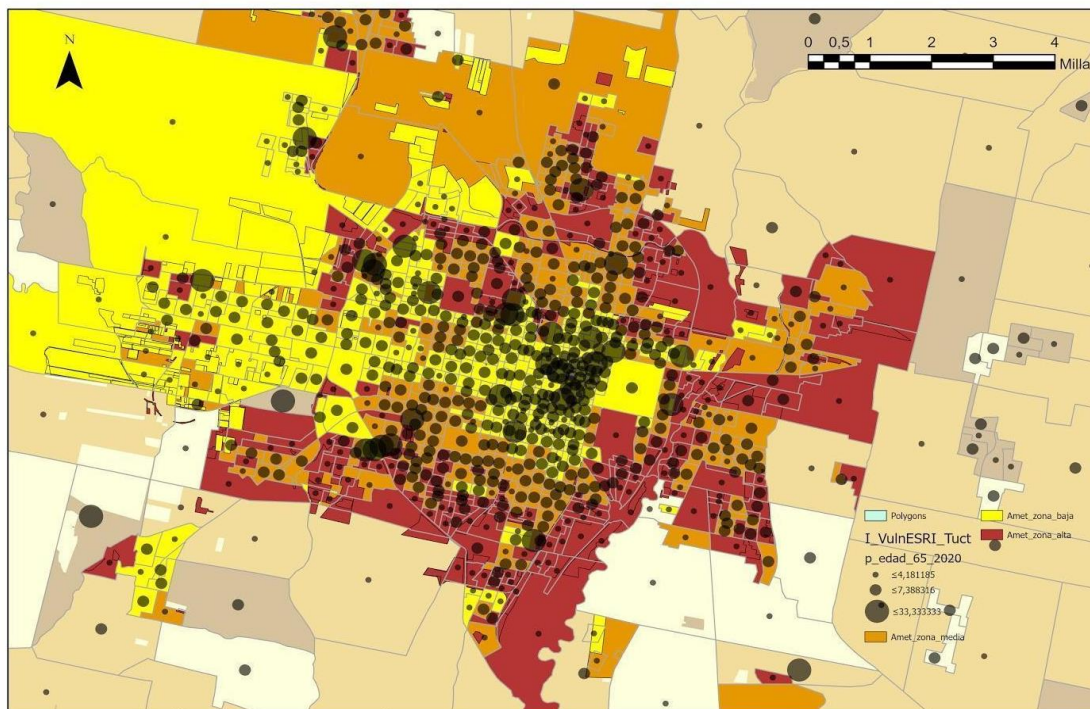 N
0 0,5 1 2 3 4
Milla
Polygons
I_VulnESRI_Tuct
p_edad_65_2020
≤4,181185
≤7,388316
≤33,333333
Amet_zona_media
Amet_zona_baja
Amet_zona_alta